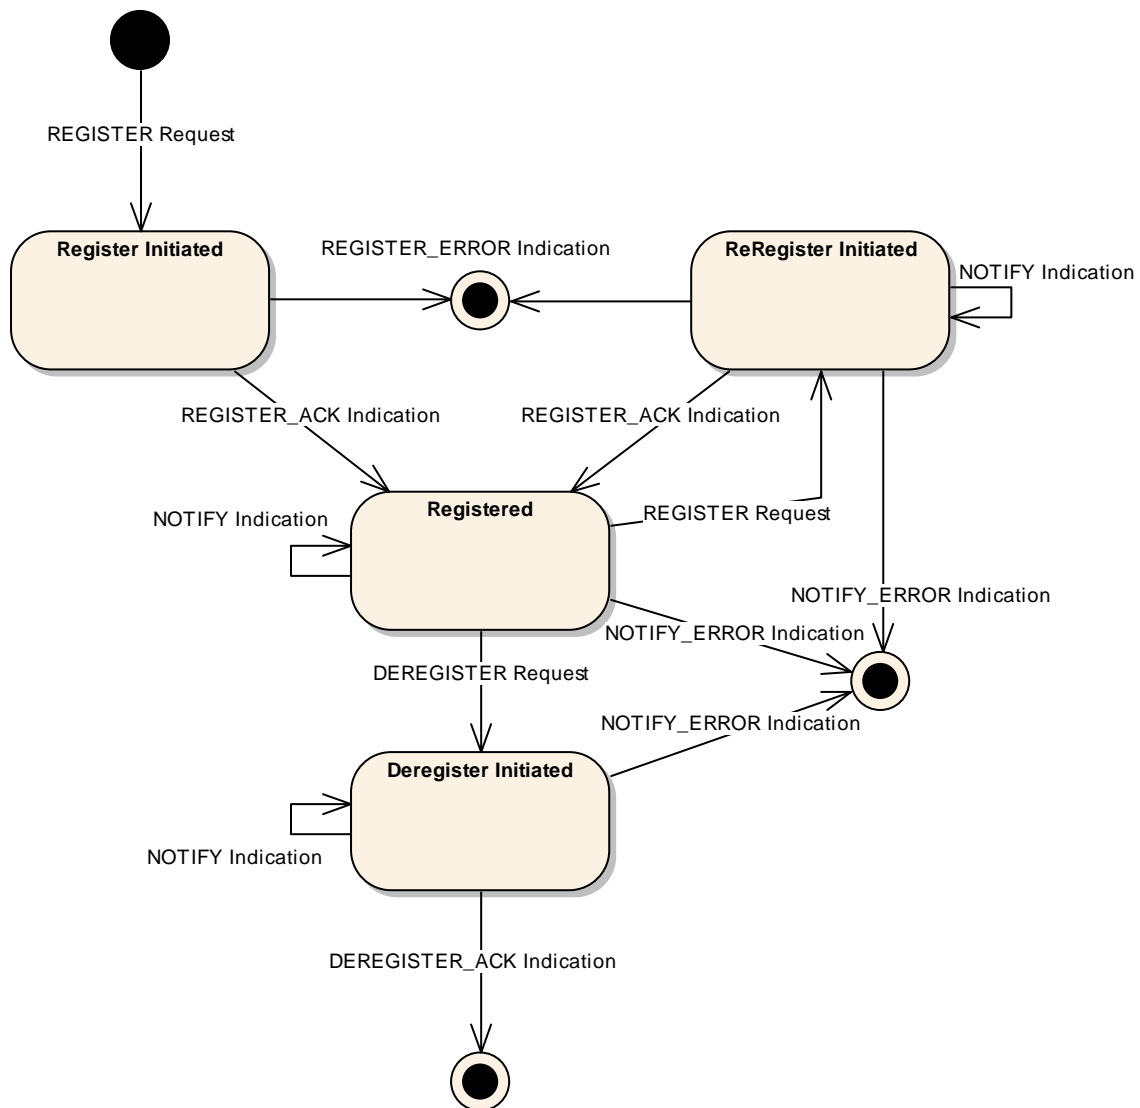 REGISTER Request
Register Initiated
REGISTER_ERROR Indication
ReRegister Initiated
NOTIFY Indication
REGISTER_ACK Indication
REGISTER_ACK Indication
Registered
NOTIFY Indication
REGISTER Request
NOTIFY_ERROR Indication
NOTIFY_ERROR Indication
DEREGISTER Request
NOTIFY_ERROR Indication
Deregister Initiated
NOTIFY Indication
DEREGISTER_ACK Indication